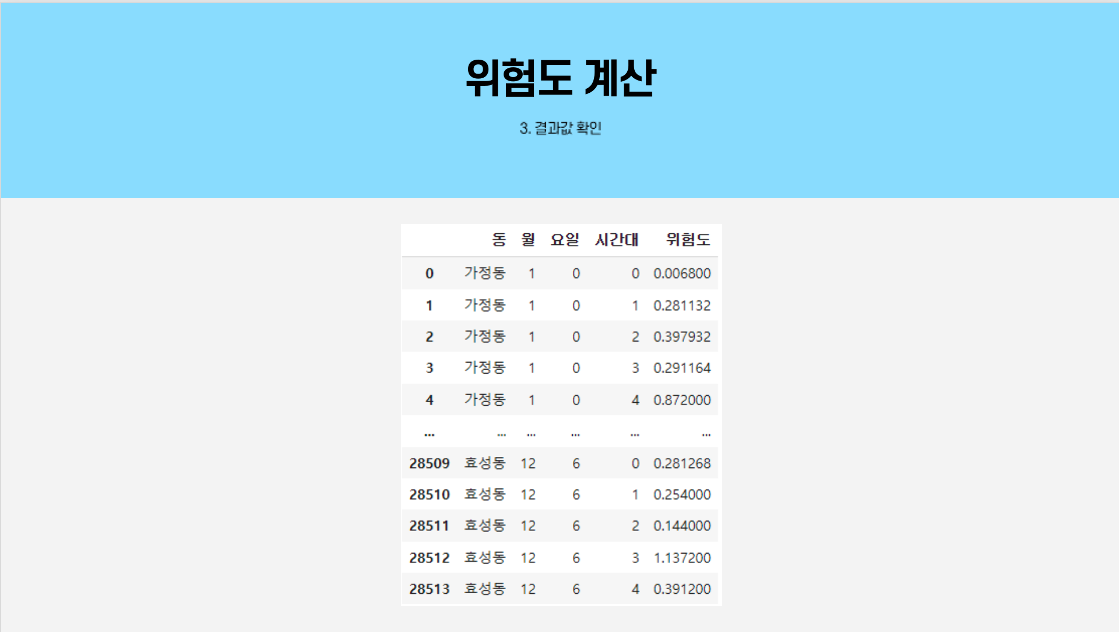 위험도 계산
3. 결과값 확인
동 월 요일 시간대 위험도
0 가정동 1 0 0 0.006800
1 가정동 1 0 1 0.281132
2 가정동 1 0 2 0.397932
3 가정동 1 0 3 0.291164
4 가정동 1 0 4 0.872000
... ... ... ... ... ...
28509 효성동 12 6 0 0.281268
28510 효성동 12 6 1 0.254000
28511 효성동 12 6 2 0.144000
28512 효성동 12 6 3 1.137200
28513 효성동 12 6 4 0.391200